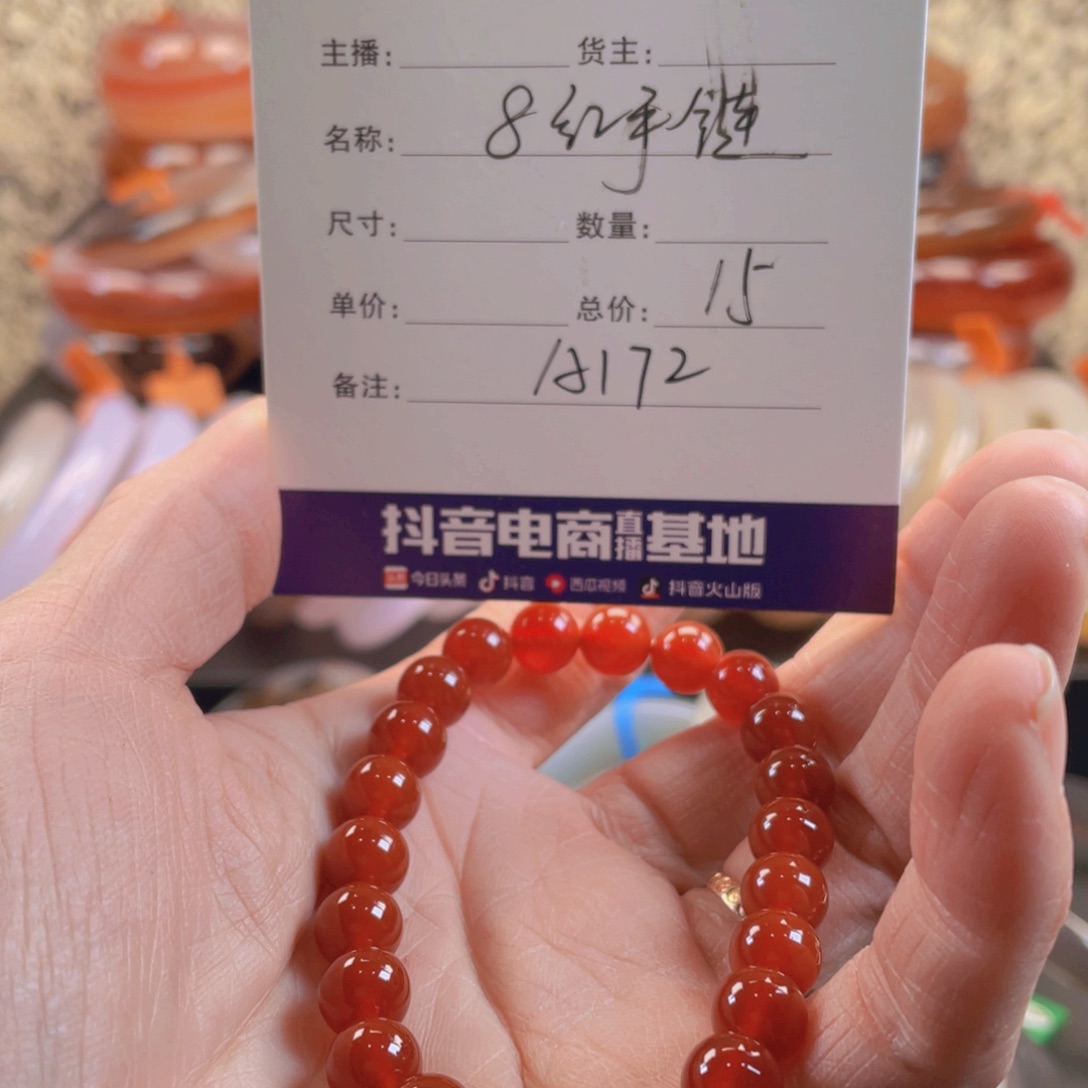 主播： 货主：
名称：8红手链
尺寸： 数量：
单价： 总价：15
备注：1A172
抖音电商直播基地
今日头条 抖音 西瓜视频 抖音火山版